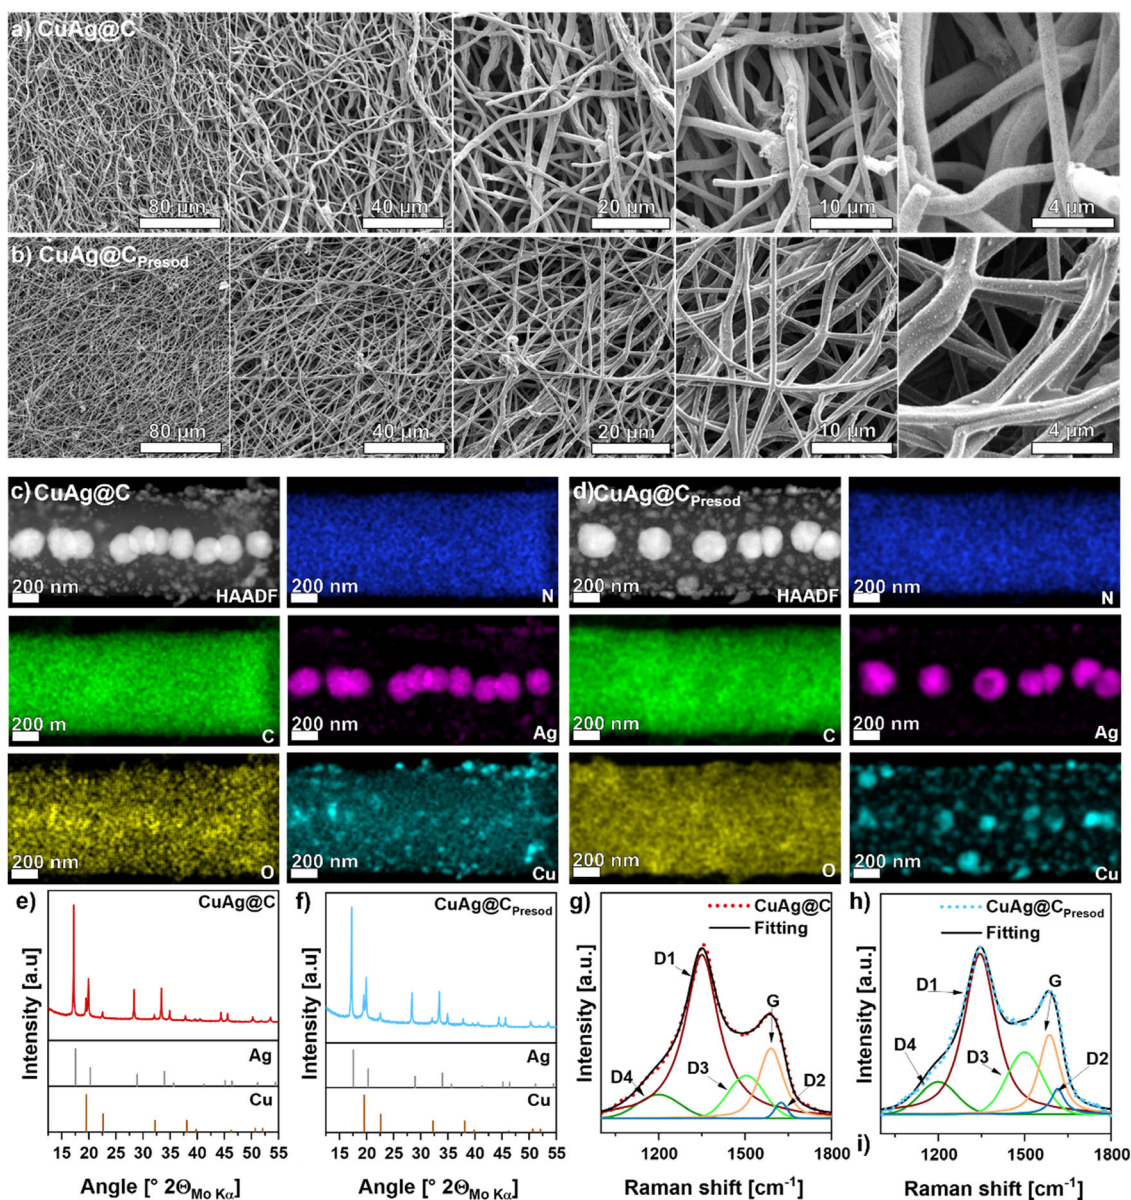 a) CuAg@C
80 µm
40 µm
20 µm
10 µm
4 µm
b) CuAg@CPresod
80 µm
40 µm
20 µm
10 µm
4 µm
c) CuAg@C
200 nm
HAADF
N
d) CuAg@CPresod
200 nm
HAADF
200 nm
N
200 m
C
200 nm
Ag
200 nm
C
200 nm
Ag
200 nm
O
200 nm
Cu
200 nm
O
200 nm
Cu
200 nm
e)
CuAg@C
Intensity [a.u]
Ag
Cu
15 20 25 30 35 40 45 50 55
Angle [° 2ΘMo Kα]
f)
CuAg@CPresod
Intensity [a.u]
Ag
Cu
15 20 25 30 35 40 45 50 55
Angle [° 2ΘMo Kα]
g)
CuAg@C
Fitting
D1
G
D3
D4
D2
Intensity [a.u.]
1200 1500 1800
Raman shift [cm-1]
h)
CuAg@CPresod
Fitting
D1
G
D4
D3
D2
Intensity [a.u.]
i)
1200 1500 1800
Raman shift [cm-1]